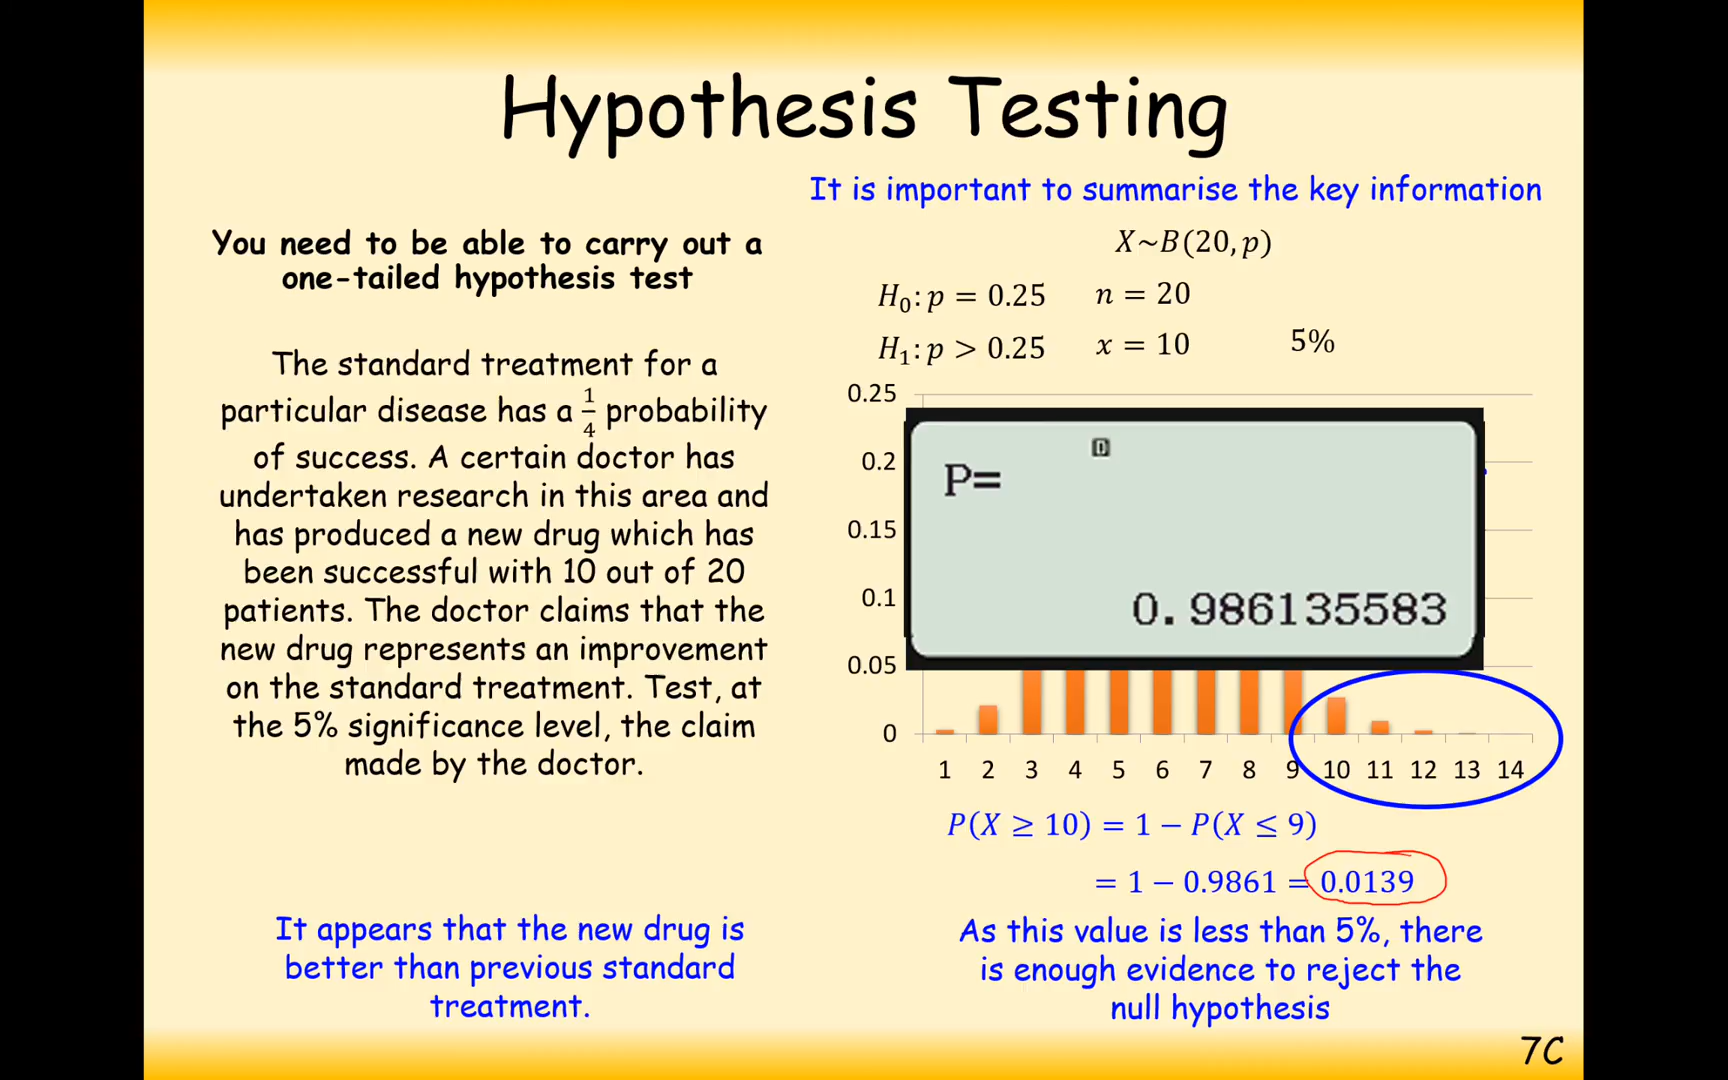 Hypothesis Testing
You need to be able to carry out a
one-tailed hypothesis test
The standard treatment for a
particular disease has a 1/4 probability
of success. A certain doctor has
undertaken research in this area and
has produced a new drug which has
been successful with 10 out of 20
patients. The doctor claims that the
new drug represents an improvement
on the standard treatment. Test, at
the 5% significance level, the claim
made by the doctor.
It appears that the new drug is
better than previous standard
treatment.
It is important to summarise the key information
X~B(20, p)
H₀: p = 0.25 n = 20
H₁: p > 0.25 x = 10 5%
0.25
0.2
0.15
0.1
0.05
0
P=
0.986135583
1 2 3 4 5 6 7 8 9 10 11 12 13 14
P(X ≥ 10) = 1 − P(X ≤ 9)
= 1 − 0.9861 = 0.0139
As this value is less than 5%, there
is enough evidence to reject the
null hypothesis
7C